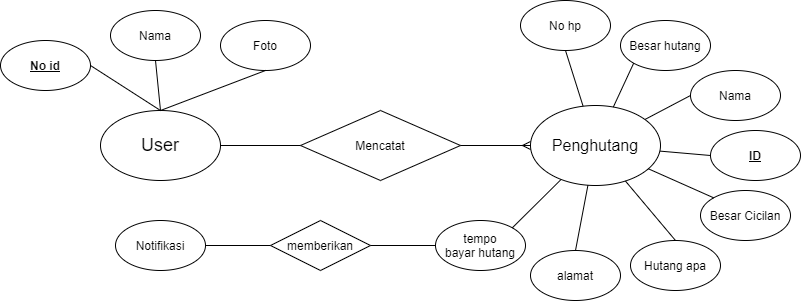 No hp
Nama
Foto
Besar hutang
No id
Nama
User
Mencatat
Penghutang
ID
Besar Cicilan
Notifikasi
memberikan
tempo
bayar hutang
alamat
Hutang apa